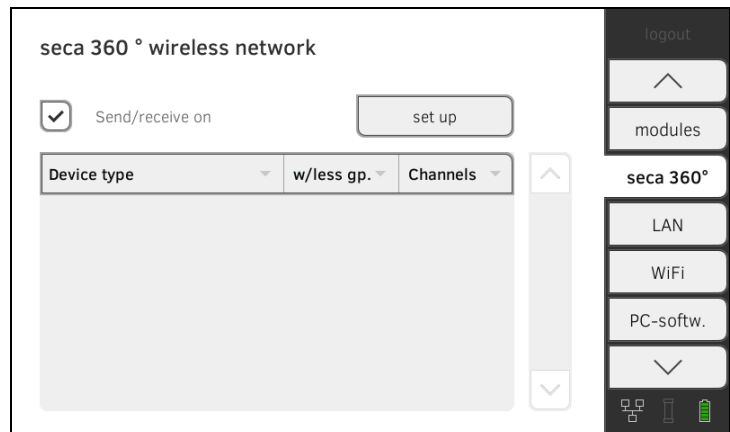 seca 360 ° wireless network
Send/receive on
set up
Device type
w/less gp.
Channels
logout
modules
seca 360°
LAN
WiFi
PC-softw.